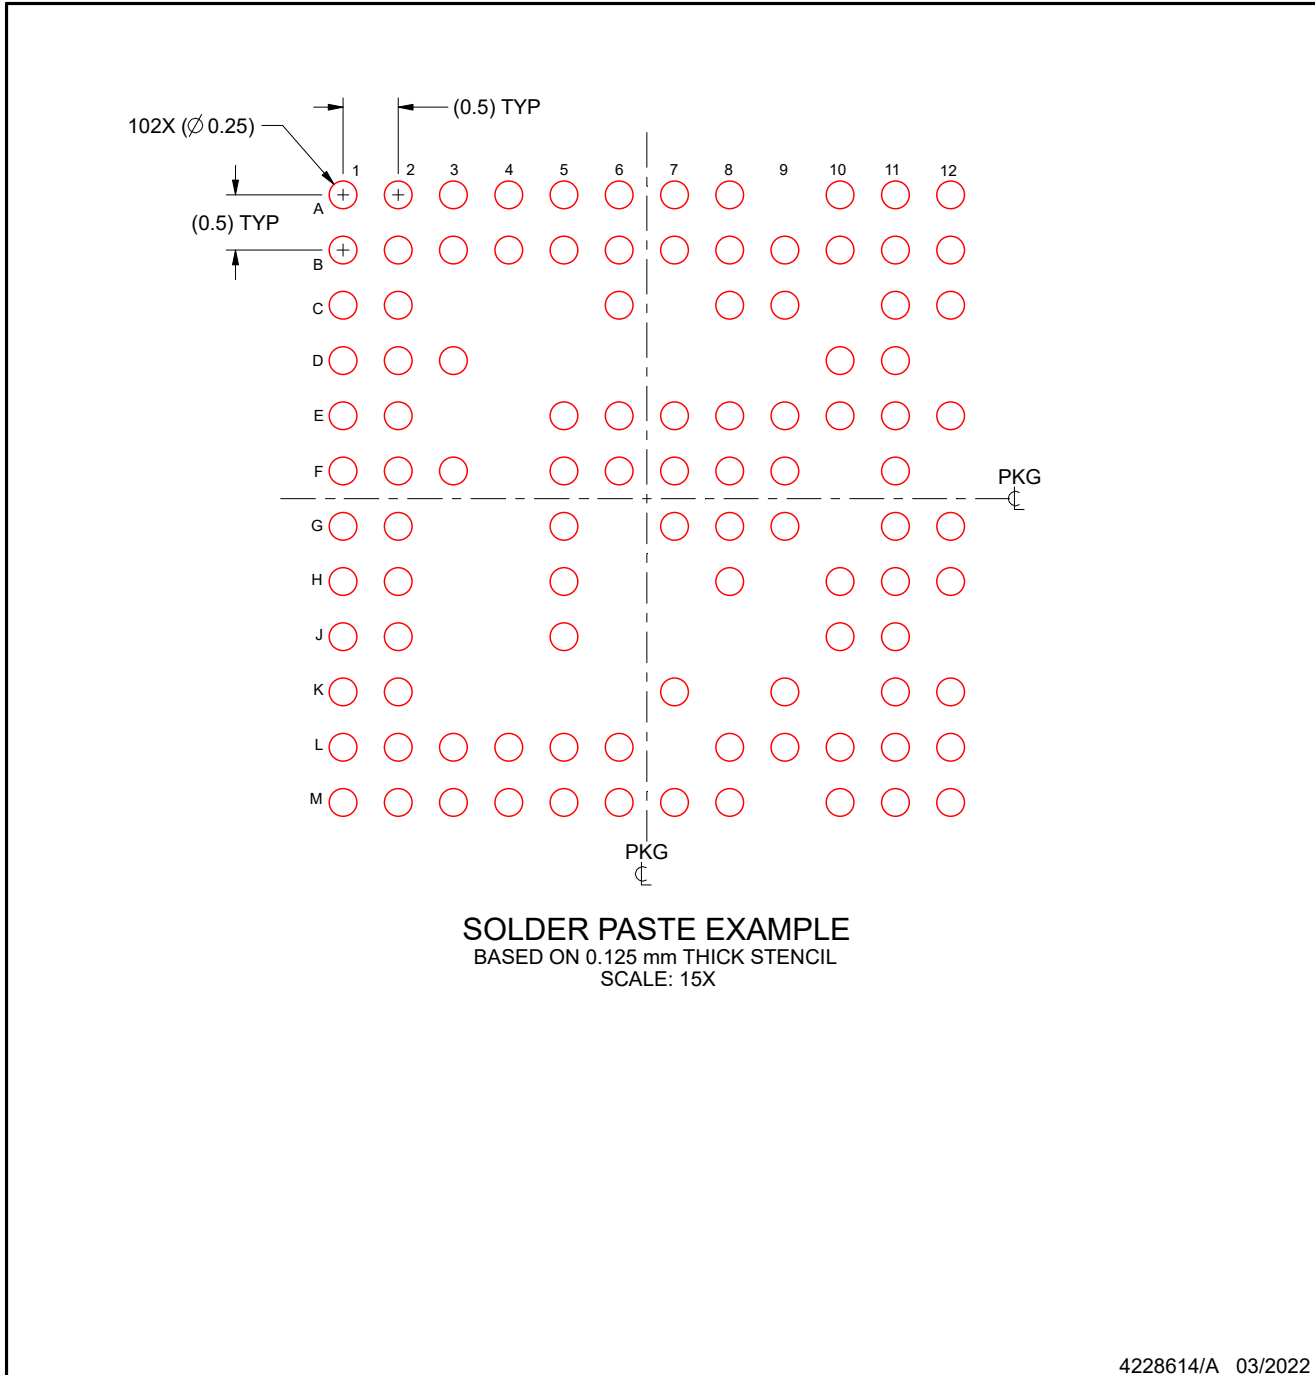 (0.5) TYP
102X (∅ 0.25)
1 2 3 4 5 6 7 8 9 10 11 12
A
(0.5) TYP
B
C
D
E
F
PKG
G
H
J
K
L
M
PKG
SOLDER PASTE EXAMPLE
BASED ON 0.125 mm THICK STENCIL
SCALE: 15X
4228614/A 03/2022